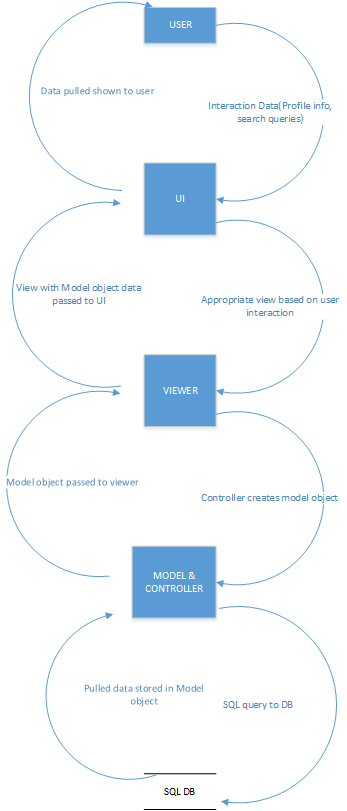 USER
Data pulled shown to user
Interaction Data(Profile info,
search queries)
UI
View with Model object data
passed to UI
Appropriate view based on user
interaction
VIEWER
Model object passed to viewer
Controller creates model object
MODEL &
CONTROLLER
Pulled data stored in Model
object
SQL query to DB
SQL DB